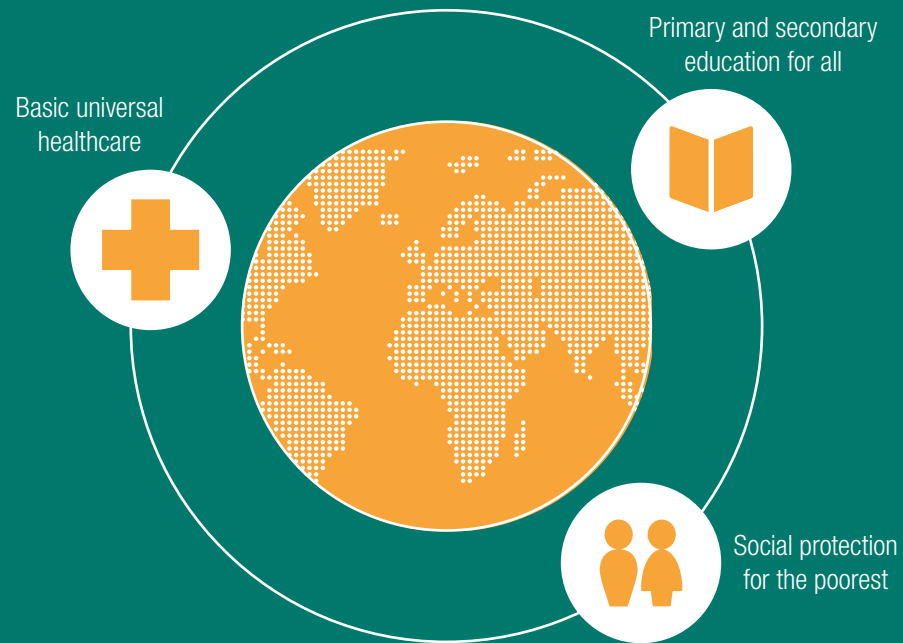 Primary and secondary
education for all
Basic universal
healthcare
Social protection
for the poorest